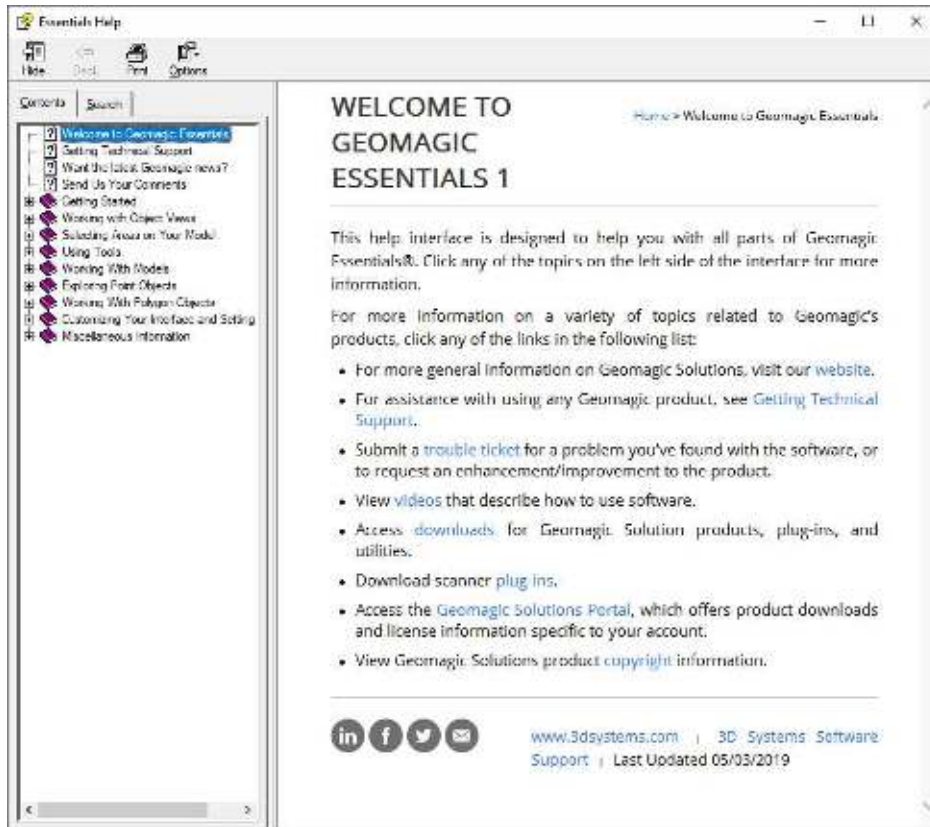 Essentials Help
Hide
Back
Print
Options
Contents
Search
Welcome to Geomagic Essentials
Getting Technical Support
Want the latest Geomagic news?
Send Us Your Comments
Getting Started
Working with Object Views
Selecting Areas on Your Model
Using Tools
Working With Models
Exploring Point Objects
Working With Polygon Objects
Customizing Your Interface and Setting
Miscellaneous Information
WELCOME TO
GEOMAGIC
ESSENTIALS 1
Home > Welcome to Geomagic Essentials
This help interface is designed to help you with all parts of Geomagic
Essentials®. Click any of the topics on the left side of the interface for more
information.
For more information on a variety of topics related to Geomagic's
products, click any of the links in the following list:
• For more general information on Geomagic Solutions, visit our website.
• For assistance with using any Geomagic product, see Getting Technical
Support.
• Submit a trouble ticket for a problem you've found with the software, or
to request an enhancement/improvement to the product.
• View videos that describe how to use software.
• Access downloads for Geomagic Solution products, plug-ins, and
utilities.
• Download scanner plug ins.
• Access the Geomagic Solutions Portal, which offers product downloads
and license information specific to your account.
• View Geomagic Solutions product copyright information.
www.3dsystems.com | 3D Systems Software
Support | Last Updated 05/03/2019